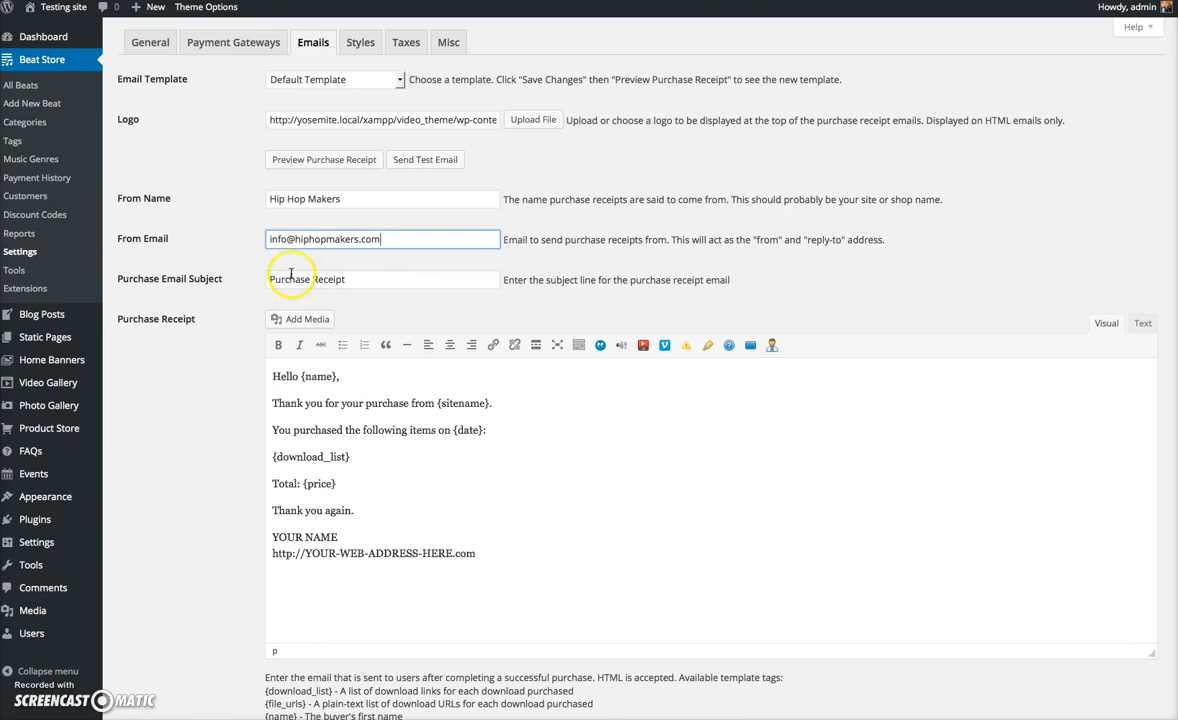 Testing site
0
New
Theme Options
Howdy, admin
Help
Dashboard
Beat Store
All Beats
Add New Beat
Categories
Tags
Music Genres
Payment History
Customers
Discount Codes
Reports
Settings
Tools
Extensions
Blog Posts
Static Pages
Home Banners
Video Gallery
Photo Gallery
Product Store
FAQs
Events
Appearance
Plugins
Settings
Tools
Comments
Media
Users
Collapse menu
Recorded with
SCREENCAST MATIC
General
Payment Gateways
Emails
Styles
Taxes
Misc
Email Template
Default Template
Choose a template. Click "Save Changes" then "Preview Purchase Receipt" to see the new template.
Logo
http://yosemite.local/xampp/video_theme/wp-conte
Upload File
Upload or choose a logo to be displayed at the top of the purchase receipt emails. Displayed on HTML emails only.
Preview Purchase Receipt
Send Test Email
From Name
Hip Hop Makers
The name purchase receipts are said to come from. This should probably be your site or shop name.
From Email
info@hiphopmakers.com
Email to send purchase receipts from. This will act as the "from" and "reply-to" address.
Purchase Email Subject
Purchase Receipt
Enter the subject line for the purchase receipt email
Purchase Receipt
Add Media
Visual
Text
B
I
ABC
Hello {name},
Thank you for your purchase from {sitename}.
You purchased the following items on {date}:
{download_list}
Total: {price}
Thank you again.
YOUR NAME
http://YOUR-WEB-ADDRESS-HERE.com
p
Enter the email that is sent to users after completing a successful purchase. HTML is accepted. Available template tags:
{download_list} - A list of download links for each download purchased
{file_urls} - A plain-text list of download URLs for each download purchased
{name} - The buyer's first name